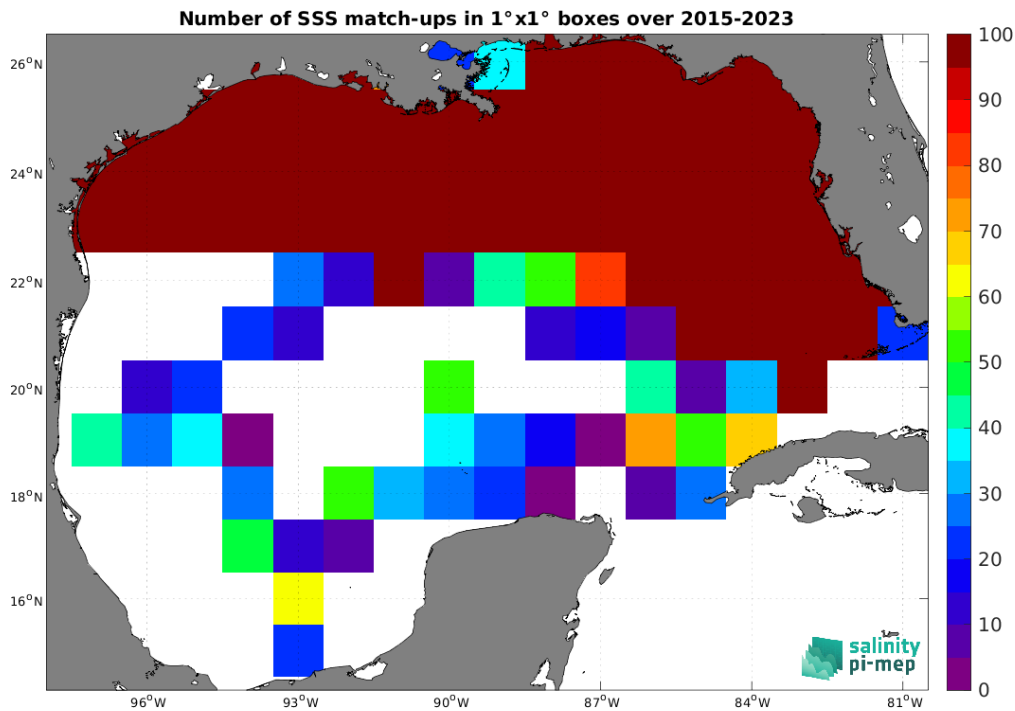 Number of SSS match-ups in 1°x1° boxes over 2015-2023
26°N
24°N
22°N
20°N
18°N
16°N
96°W
93°W
90°W
87°W
84°W
81°W
100
90
80
70
60
50
40
30
20
10
0
salinity
pi-mep